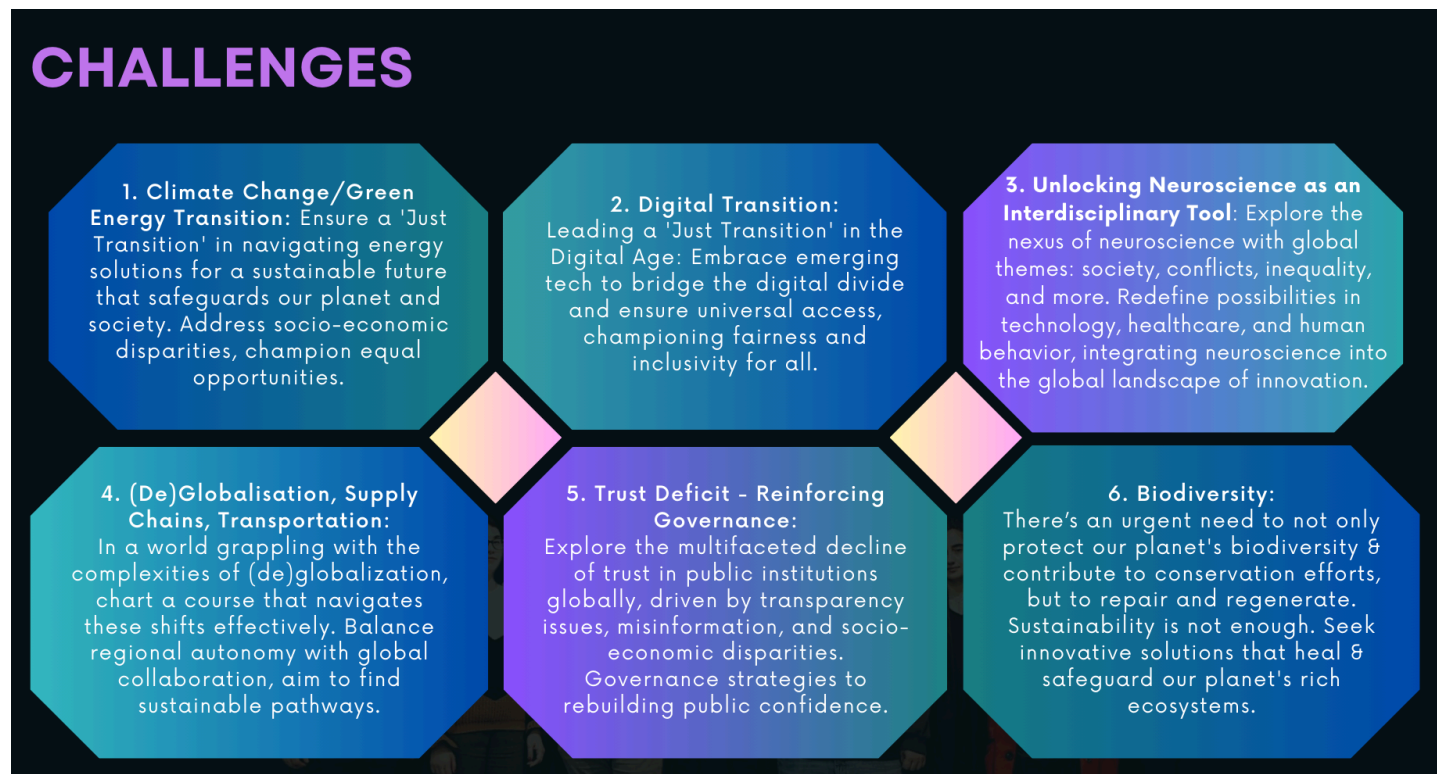 CHALLENGES
1. Climate Change/Green
Energy Transition: Ensure a 'Just
Transition' in navigating energy
solutions for a sustainable future
that safeguards our planet and
society. Address socio-economic
disparities, champion equal
opportunities.
2. Digital Transition:
Leading a 'Just Transition' in the
Digital Age: Embrace emerging
tech to bridge the digital divide
and ensure universal access,
championing fairness and
inclusivity for all.
3. Unlocking Neuroscience as an
Interdisciplinary Tool: Explore the
nexus of neuroscience with global
themes: society, conflicts, inequality,
and more. Redefine possibilities in
technology, healthcare, and human
behavior, integrating neuroscience into
the global landscape of innovation.
4. (De)Globalisation, Supply
Chains, Transportation:
In a world grappling with the
complexities of (de)globalization,
chart a course that navigates
these shifts effectively. Balance
regional autonomy with global
collaboration, aim to find
sustainable pathways.
5. Trust Deficit - Reinforcing
Governance:
Explore the multifaceted decline
of trust in public institutions
globally, driven by transparency
issues, misinformation, and socio-
economic disparities.
Governance strategies to
rebuilding public confidence.
6. Biodiversity:
There’s an urgent need to not only
protect our planet's biodiversity &
contribute to conservation efforts,
but to repair and regenerate.
Sustainability is not enough. Seek
innovative solutions that heal &
safeguard our planet's rich
ecosystems.